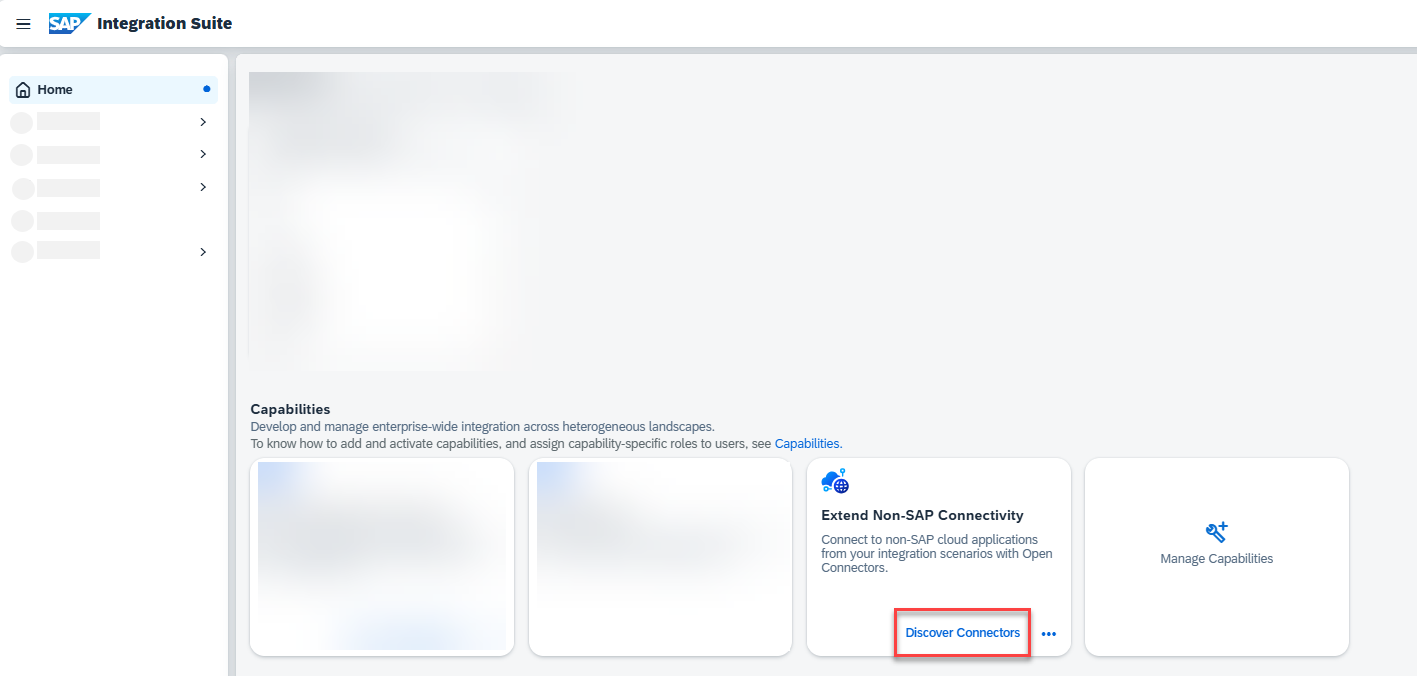 SAP Integration Suite
Home
Capabilities
Develop and manage enterprise-wide integration across heterogeneous landscapes.
To know how to add and activate capabilities, and assign capability-specific roles to users, see Capabilities.
Extend Non-SAP Connectivity
Connect to non-SAP cloud applications
from your integration scenarios with Open
Connectors.
Discover Connectors
Manage Capabilities